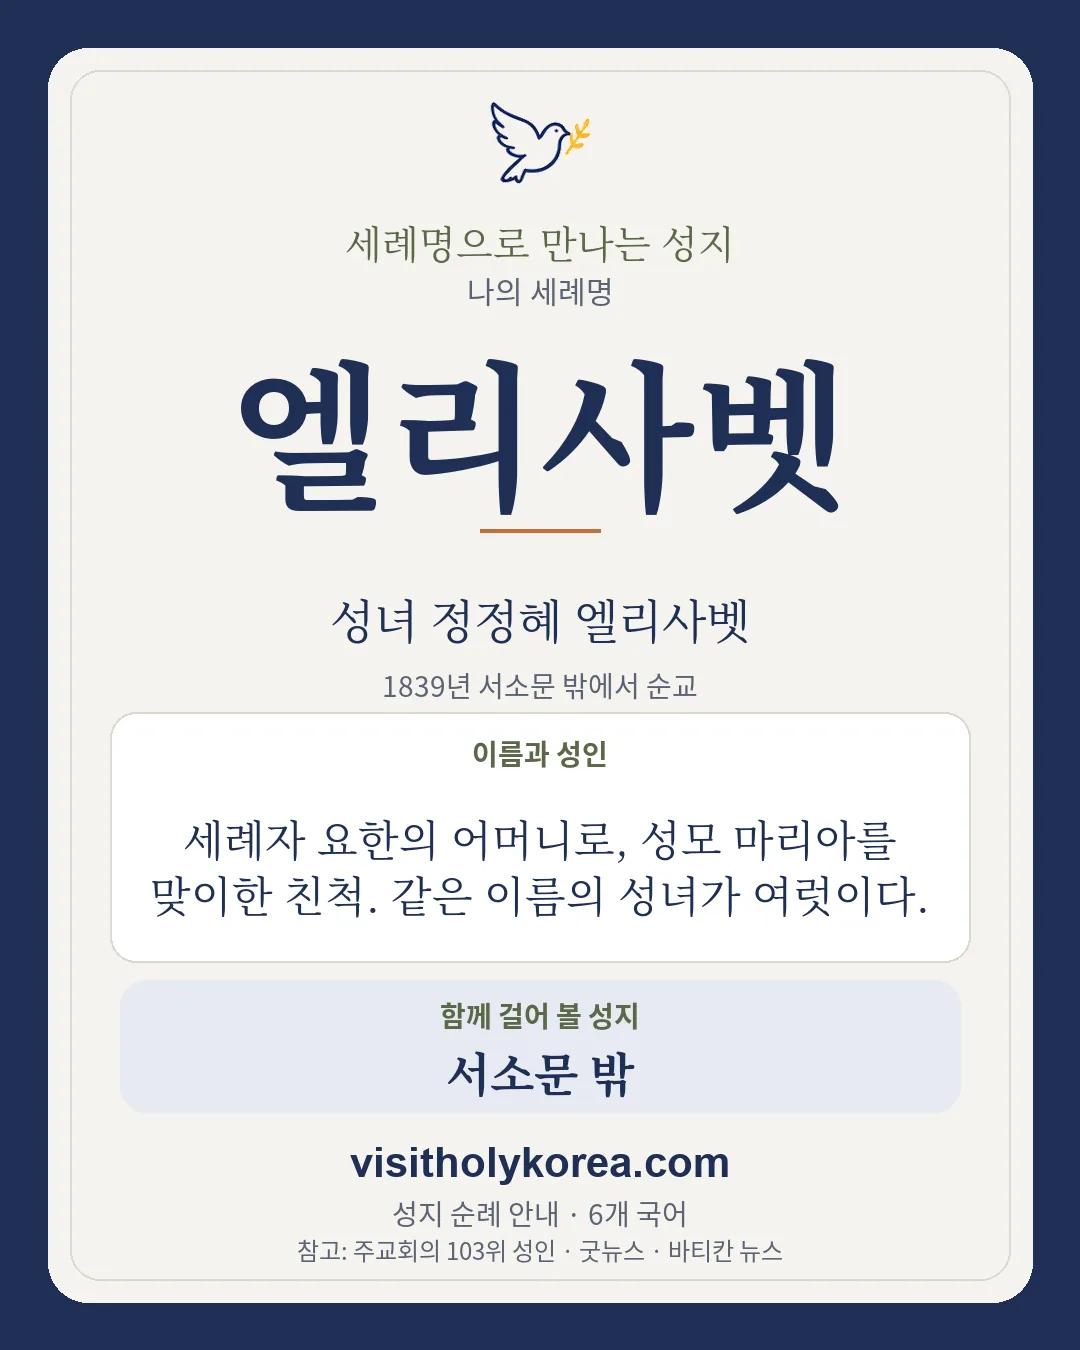 세례명으로 만나는 성지
나의 세례명
엘리사벳
성녀 정정혜 엘리사벳
1839년 서소문 밖에서 순교
이름과 성인
세례자 요한의 어머니로, 성모 마리아를
맞이한 친척. 같은 이름의 성녀가 여럿이다.
함께 걸어 볼 성지
서소문 밖
visitholykorea.com
성지 순례 안내 · 6개 국어
참고: 주교회의 103위 성인 · 굿뉴스 · 바티칸 뉴스